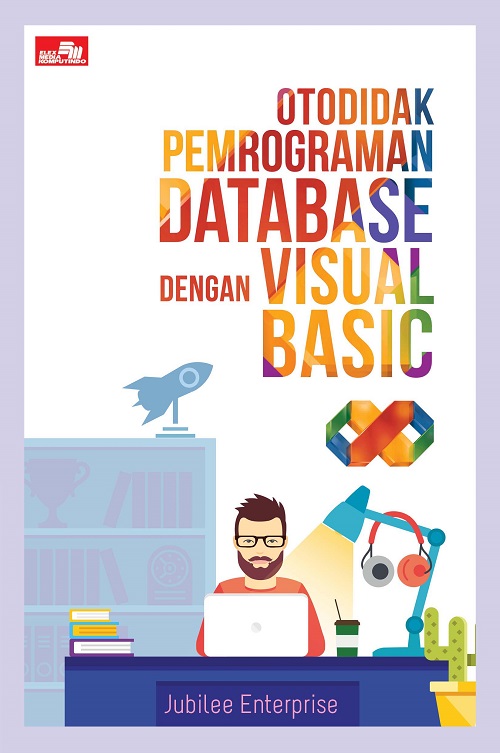 ELEX
MEDIA
KOMPUTINDO
OTODIDAK
PEMROGRAMAN
DATABASE
DENGAN VISUAL
BASIC
Jubilee Enterprise